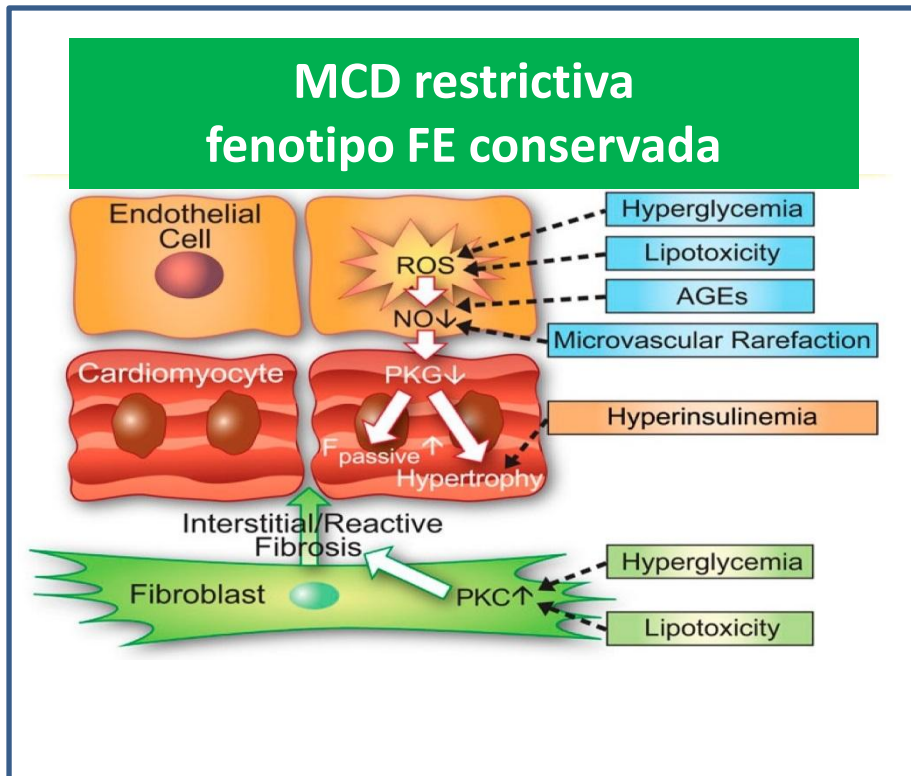 MCD restrictiva
fenotipo FE conservada
Endothelial
Cell
ROS
NO↓
Hyperglycemia
Lipotoxicity
AGEs
Microvascular Rarefaction
Cardiomyocyte
PKG↓
F passive ↑
Hypertrophy
Hyperinsulinemia
Interstitial/Reactive
Fibrosis
Fibroblast
PKC↑
Hyperglycemia
Lipotoxicity